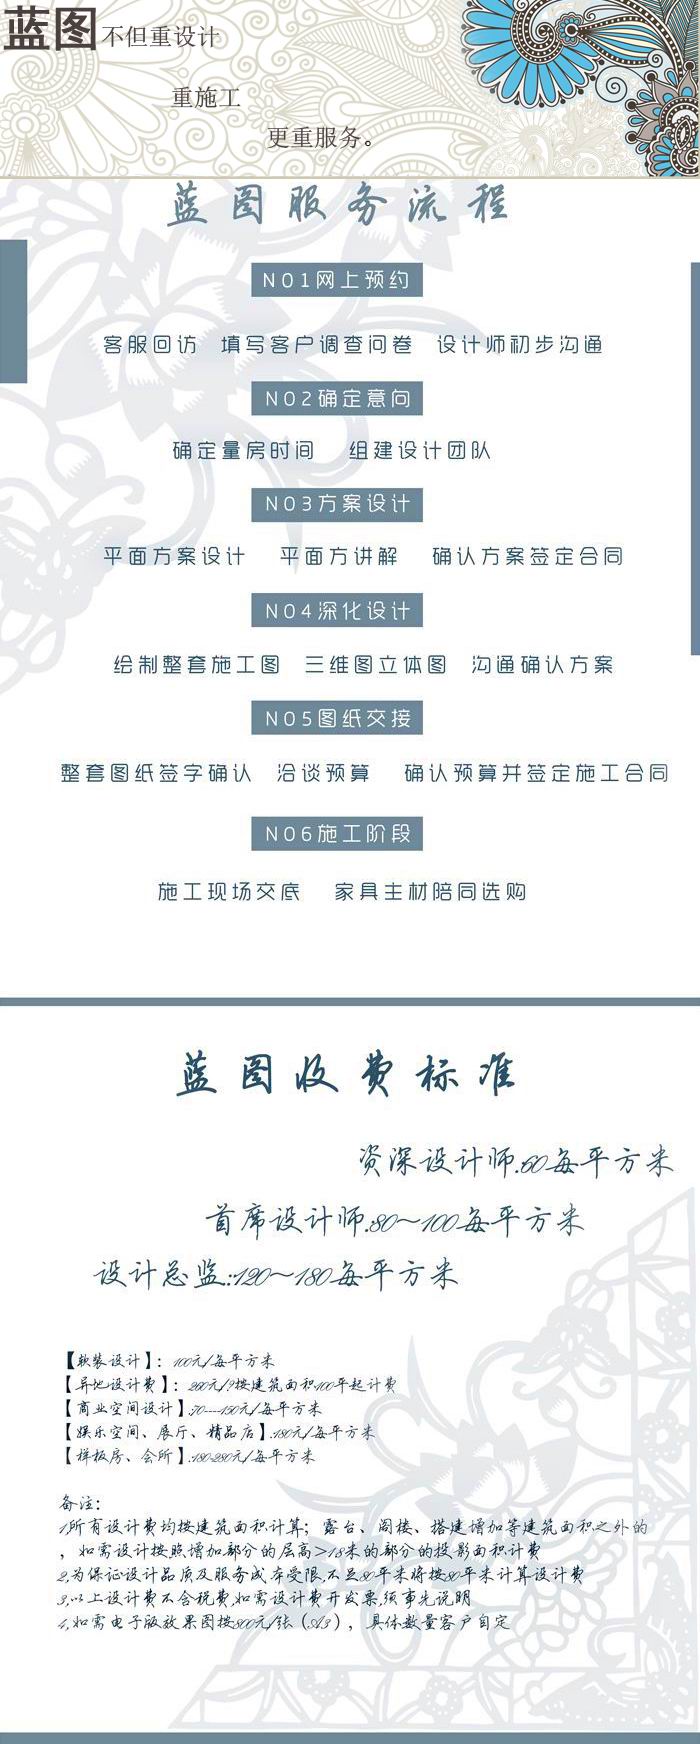 蓝图不但重设计
重施工
更重服务。
蓝图服务流程
NO1网上预约
客服回访 填写客户调查问卷 设计师初步沟通
NO2确定意向
确定量房时间 组建设计团队
NO3方案设计
平面方案设计 平面方讲解 确认方案签定合同
NO4深化设计
绘制整套施工图 三维图立体图 沟通确认方案
NO5图纸交接
整套图纸签字确认 洽谈预算 确认预算并签定施工合同
NO6施工阶段
施工现场交底 家具主材陪同选购
蓝图收费标准
资深设计师:60每平方米
首席设计师:80～100每平方米
设计总监:120～180每平方米
【软装设计】：100元/每平方米
【异地设计费】：260元/按建筑面积100平起计费
【商业空间设计】:70----150元/每平方米
【娱乐空间、展厅、精品店】:180元/每平方米
【样板房、会所】:180-280元/每平方米
备注：
1,所有设计费均按建筑面积计算；露台、阁楼、搭建增加等建筑面积之外的
，如需设计按照增加部分的层高>1.8米的部分的投影面积计费
2,为保证设计品质及服务成本受限,不足80平米将按80平米计算设计费
3,以上设计费不含税费,如需设计费开发票,须事先说明
4,如需电子版效果图按800元/张（A3），具体数量客户自定